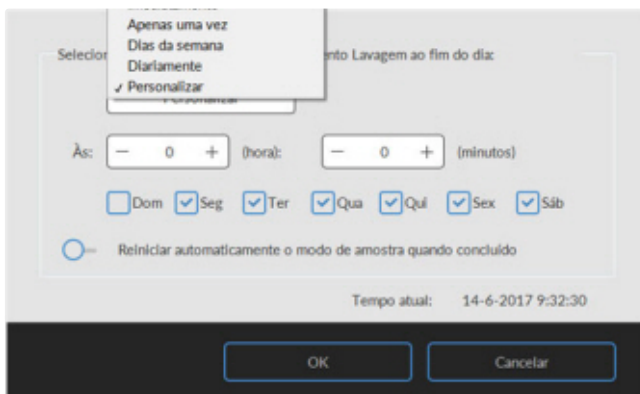 Apenas uma vez
Dias da semana
Selecior ento Lavagem ao fim do dia:
Diariamente
✓ Personalizar
Personalizar
Às: − 0 + (hora): − 0 + (minutos)
Dom Seg Ter Qua Qui Sex Sáb
Reiniciar automaticamente o modo de amostra quando concluído
Tempo atual: 14-6-2017 9:32:30
OK Cancelar